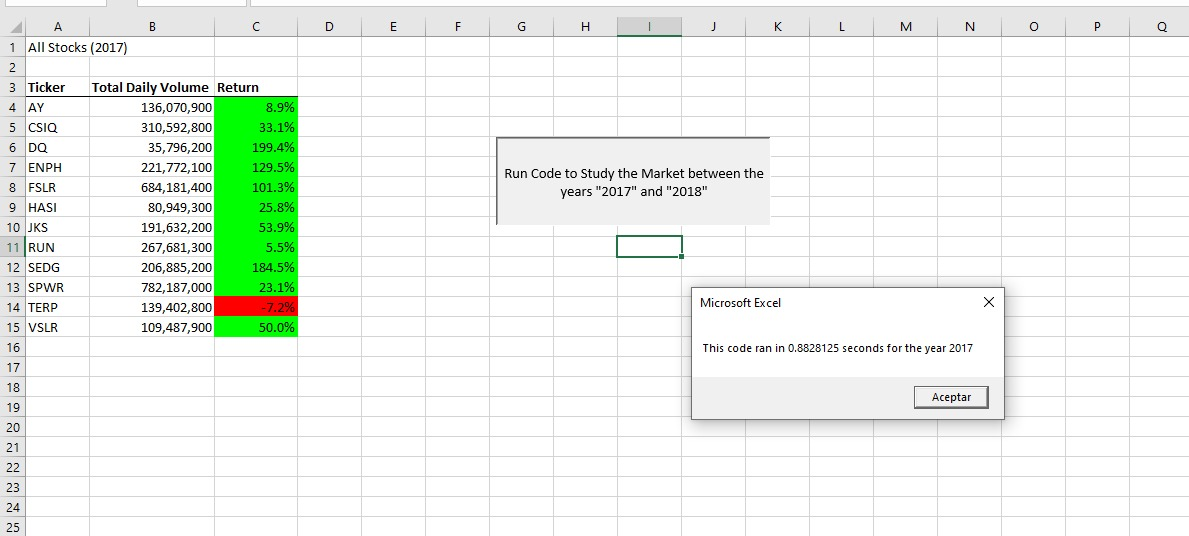 A B C D E F G H I J K L M N O P Q
1 All Stocks (2017)
2
3 Ticker Total Daily Volume Return
4 AY 136,070,900 8.9%
5 CSIQ 310,592,800 33.1%
6 DQ 35,796,200 199.4%
7 ENPH 221,772,100 129.5%
8 FSLR 684,181,400 101.3%
9 HASI 80,949,300 25.8%
10 JKS 191,632,200 53.9%
11 RUN 267,681,300 5.5%
12 SEDG 206,885,200 184.5%
13 SPWR 782,187,000 23.1%
14 TERP 139,402,800 -7.2%
15 VSLR 109,487,900 50.0%
16
17
18
19
20
21
22
23
24
25
Run Code to Study the Market between the
years "2017" and "2018"
Microsoft Excel
This code ran in 0.8828125 seconds for the year 2017
Aceptar